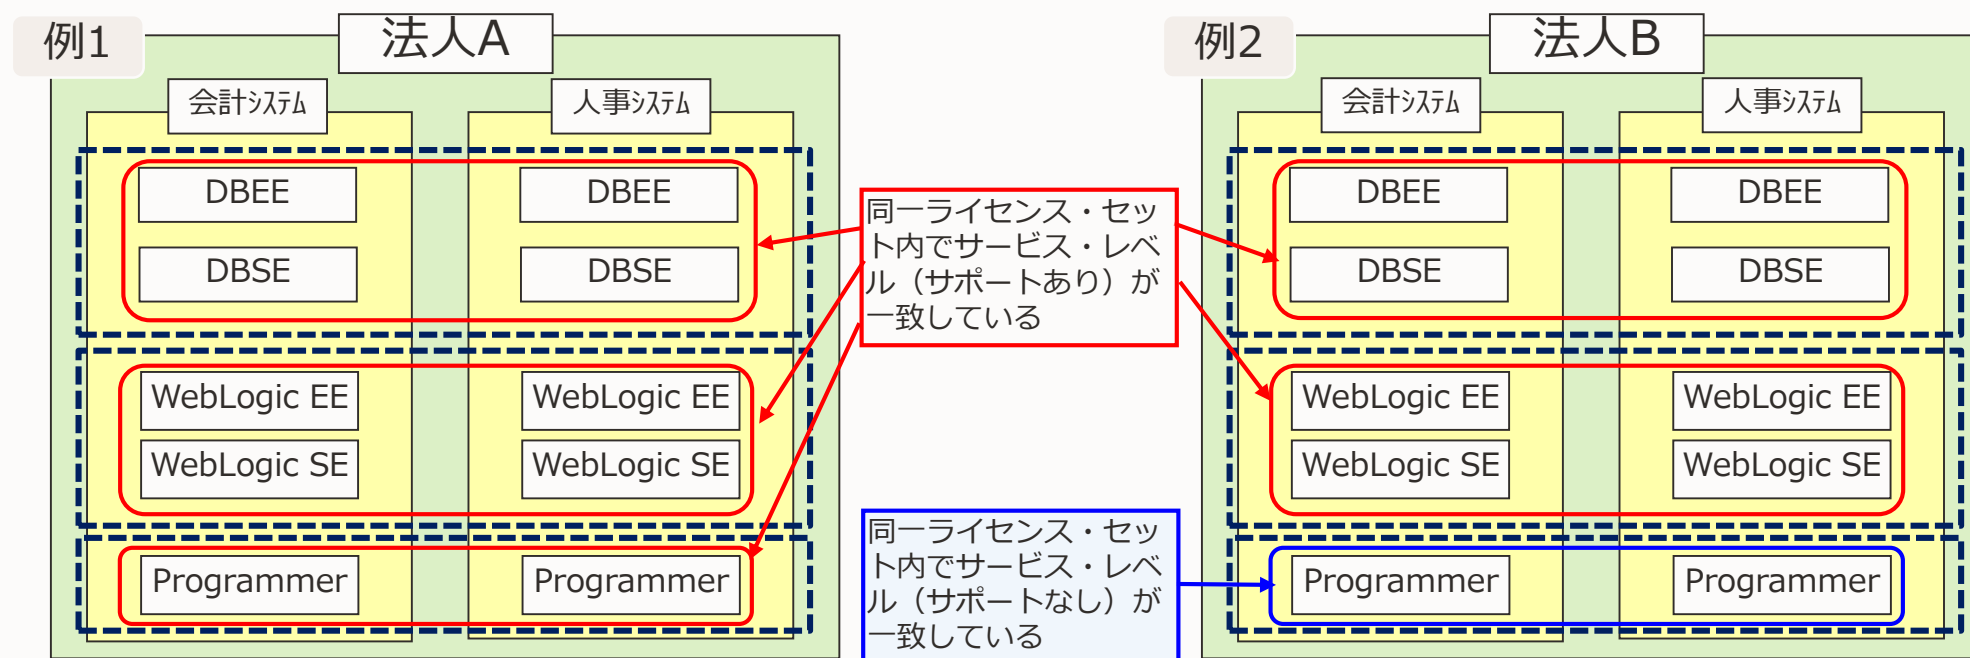 例1
法人A
会計ｼｽﾃﾑ
人事ｼｽﾃﾑ
DBEE
DBEE
DBSE
DBSE
WebLogic EE
WebLogic EE
WebLogic SE
WebLogic SE
Programmer
Programmer
同一ライセンス・セッ
ト内でサービス・レベ
ル（サポートあり）が
一致している
同一ライセンス・セッ
ト内でサービス・レベ
ル（サポートなし）が
一致している
例2
法人B
会計ｼｽﾃﾑ
人事ｼｽﾃﾑ
DBEE
DBEE
DBSE
DBSE
WebLogic EE
WebLogic EE
WebLogic SE
WebLogic SE
Programmer
Programmer